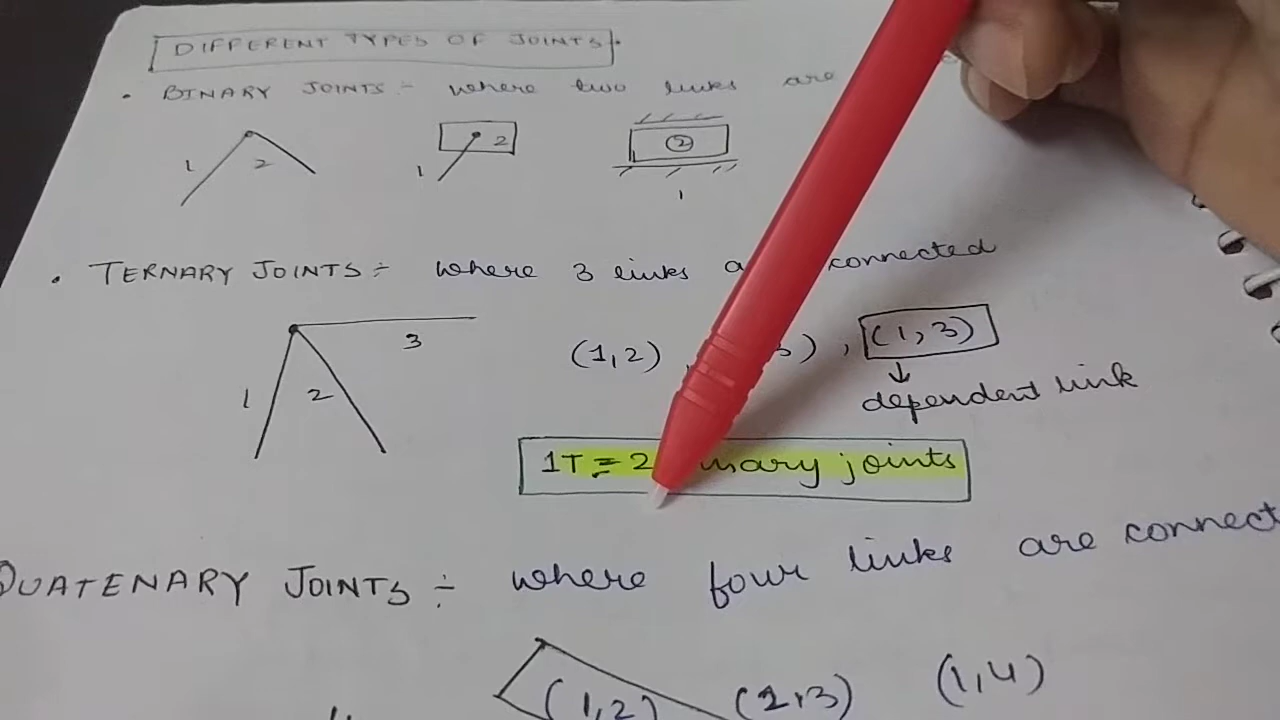 DIFFERENT TYPES OF JOINTS.
• BINARY JOINTS :- where two links are
1 2 1 2 2 1
• TERNARY JOINTS :- where 3 links connected
1 2 3
(1,2) , 3) , (1,3)
dependent link
1T = 2 joints
QUATENARY JOINTS :- where four links are connect
(1,2) (2,3) (1,4)